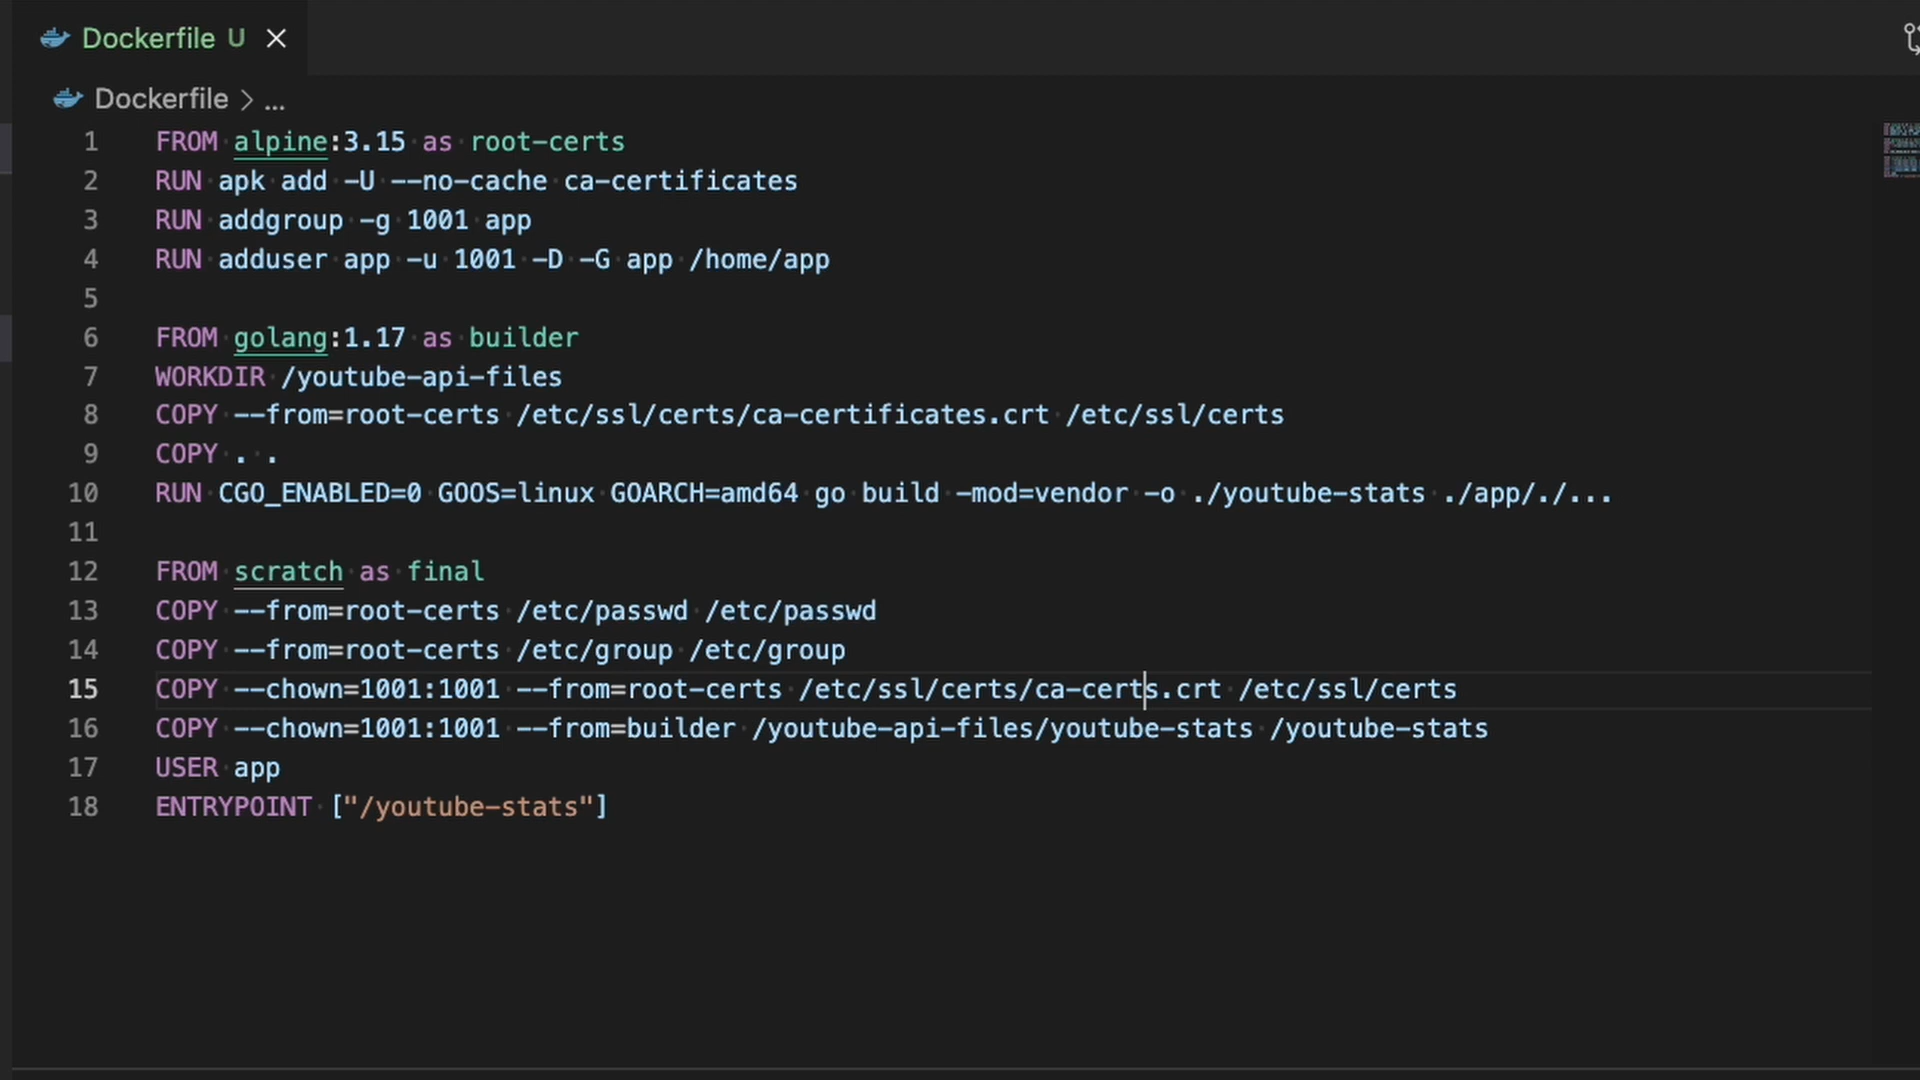 Dockerfile U
Dockerfile > ...
1 FROM alpine:3.15 as root-certs
2 RUN apk add -U --no-cache ca-certificates
3 RUN addgroup -g 1001 app
4 RUN adduser app -u 1001 -D -G app /home/app
5
6 FROM golang:1.17 as builder
7 WORKDIR /youtube-api-files
8 COPY --from=root-certs /etc/ssl/certs/ca-certificates.crt /etc/ssl/certs
9 COPY . .
10 RUN CGO_ENABLED=0 GOOS=linux GOARCH=amd64 go build -mod=vendor -o ./youtube-stats ./app/./...
11
12 FROM scratch as final
13 COPY --from=root-certs /etc/passwd /etc/passwd
14 COPY --from=root-certs /etc/group /etc/group
15 COPY --chown=1001:1001 --from=root-certs /etc/ssl/certs/ca-certs.crt /etc/ssl/certs
16 COPY --chown=1001:1001 --from=builder /youtube-api-files/youtube-stats /youtube-stats
17 USER app
18 ENTRYPOINT ["/youtube-stats"]